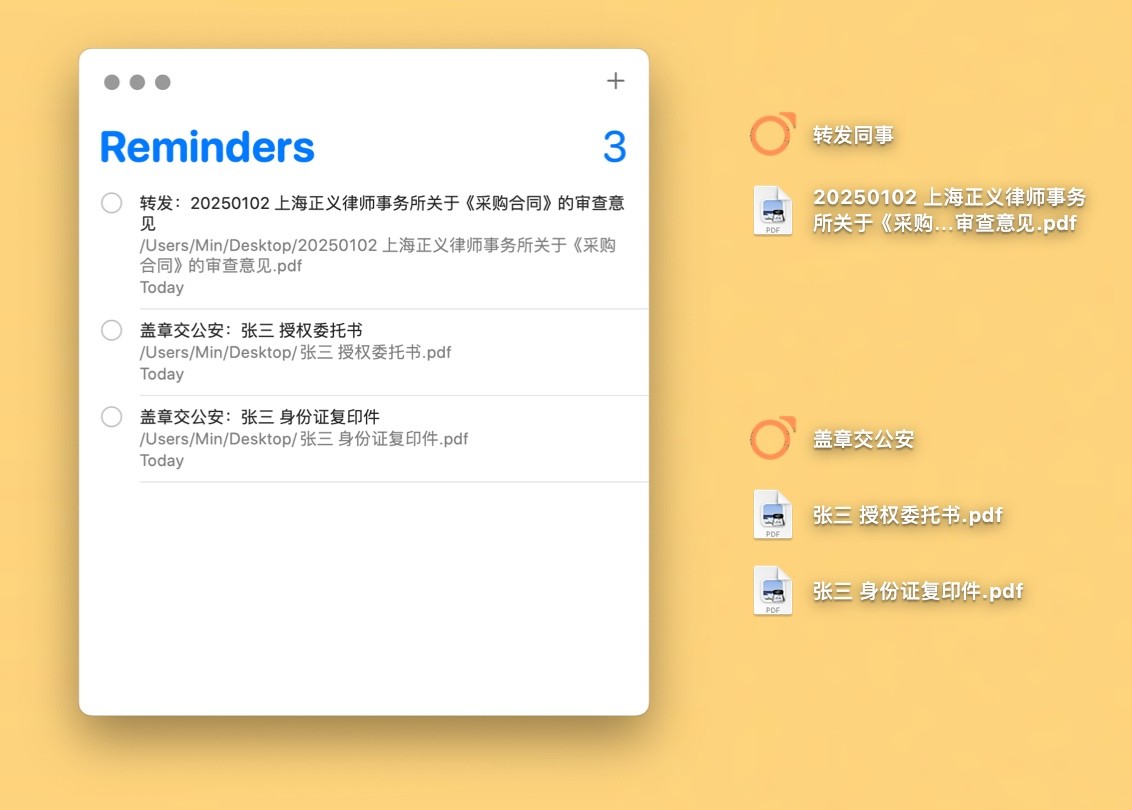 Reminders
3
转发：20250102 上海正义律师事务所关于《采购合同》的审查意
见
/Users/Min/Desktop/20250102 上海正义律师事务所关于《采购
合同》的审查意见.pdf
Today
盖章交公安：张三 授权委托书
/Users/Min/Desktop/张三 授权委托书.pdf
Today
盖章交公安：张三 身份证复印件
/Users/Min/Desktop/张三 身份证复印件.pdf
Today
转发同事
PDF
20250102 上海正义律师事务
所关于《采购...审查意见.pdf
盖章交公安
PDF
张三 授权委托书.pdf
PDF
张三 身份证复印件.pdf